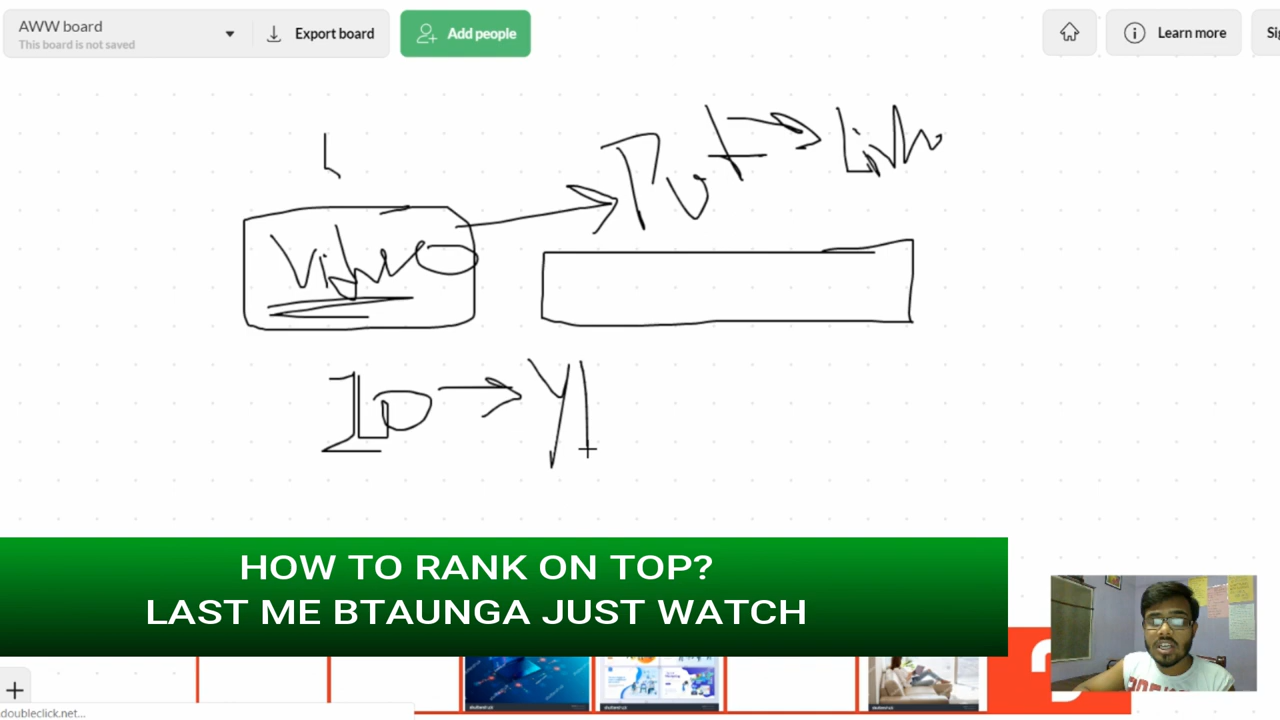 AWW board
This board is not saved
Export board
Add people
Learn more
Put → Link
Video
10 → Y
HOW TO RANK ON TOP?
LAST ME BTAUNGA JUST WATCH
doubleclick.net...